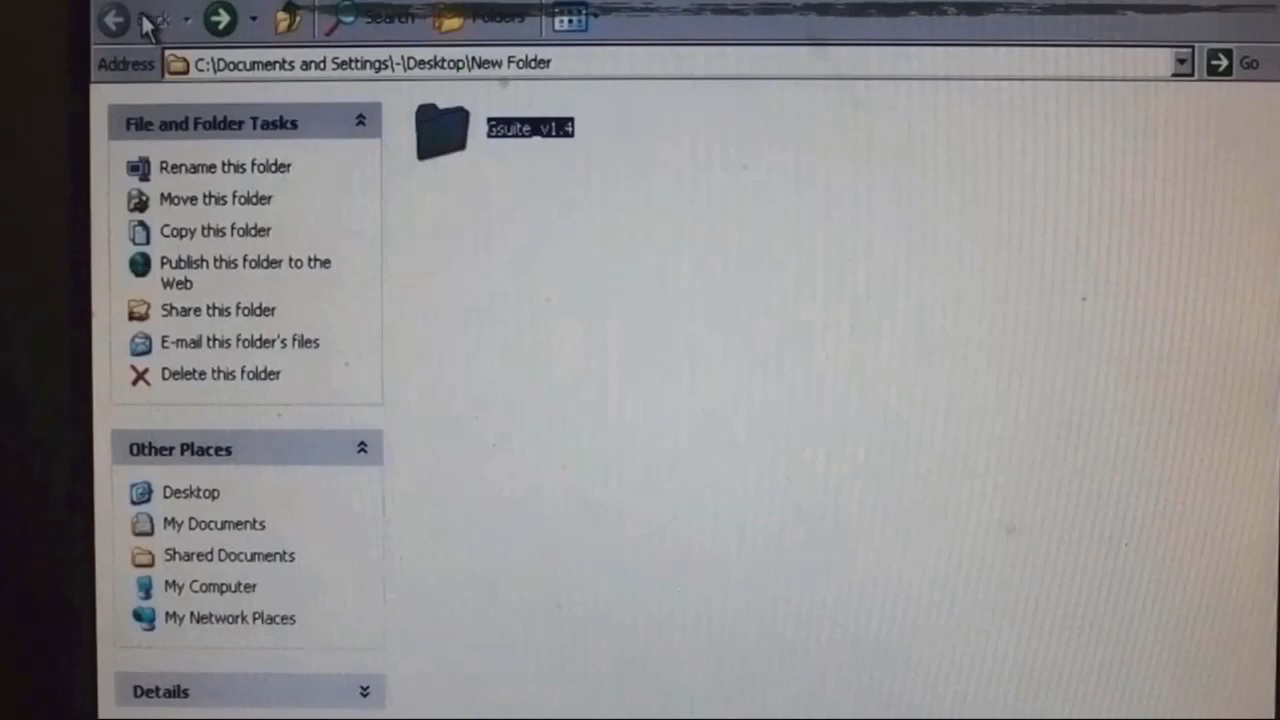 Back Search Folders
Address C:\Documents and Settings\-\Desktop\New Folder Go
File and Folder Tasks
Rename this folder
Move this folder
Copy this folder
Publish this folder to the
Web
Share this folder
E-mail this folder's files
Delete this folder
Other Places
Desktop
My Documents
Shared Documents
My Computer
My Network Places
Details
Gsuite_v1.4